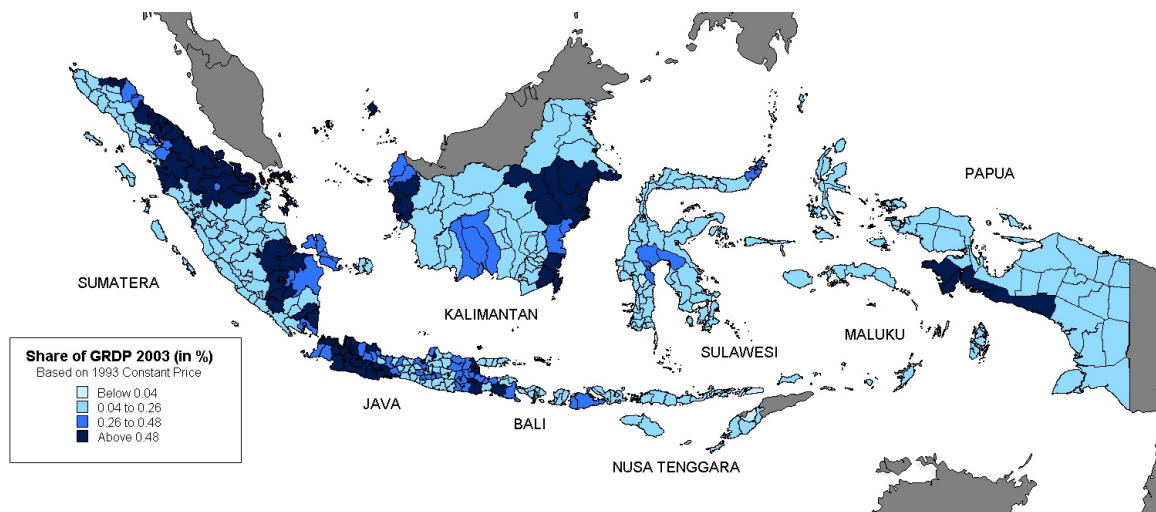 PAPUA
SUMATERA
KALIMANTAN
MALUKU
SULAWESI
Share of GRDP 2003 (in %)
Based on 1993 Constant Price
Below 0.04
0.04 to 0.26
0.26 to 0.48
Above 0.48
JAVA
BALI
NUSA TENGGARA